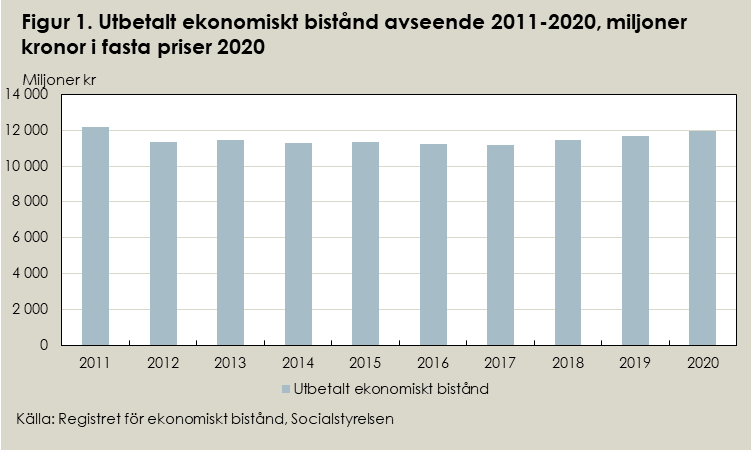 Figur 1. Utbetalt ekonomiskt bistånd avseende 2011-2020, miljoner
kronor i fasta priser 2020
Miljoner kr
14 000
12 000
10 000
8 000
6 000
4 000
2 000
0
2011 2012 2013 2014 2015 2016 2017 2018 2019 2020
Utbetalt ekonomiskt bistånd
Källa: Registret för ekonomiskt bistånd, Socialstyrelsen